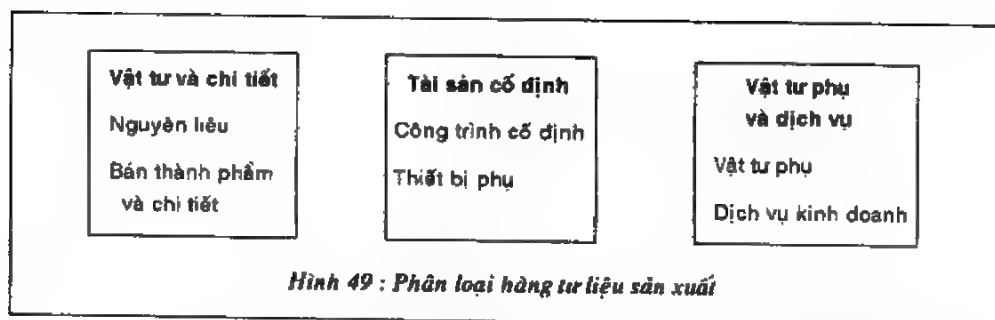 Vật tư và chi tiết
Nguyên liệu
Bán thành phẩm
và chi tiết
Tài sản cố định
Công trình cố định
Thiết bị phụ
Vật tư phụ
và dịch vụ
Vật tư phụ
Dịch vụ kinh doanh
Hình 49 : Phân loại hàng tư liệu sản xuất